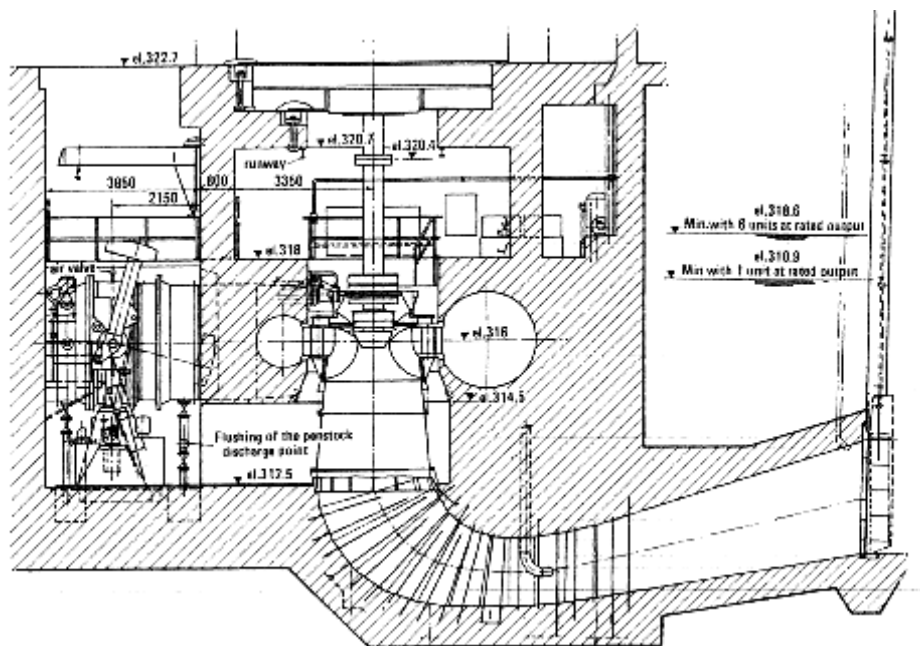 el.322.7
el.320.7
el.320.4
runway
3850
600
3350
2150
el.318.6
Min.with 6 units at rated output
el.318
el.310.9
Min with 1 unit at rated output
air valve
el.316
el.314.5
Flushing of the penstock
discharge point
el.312.5